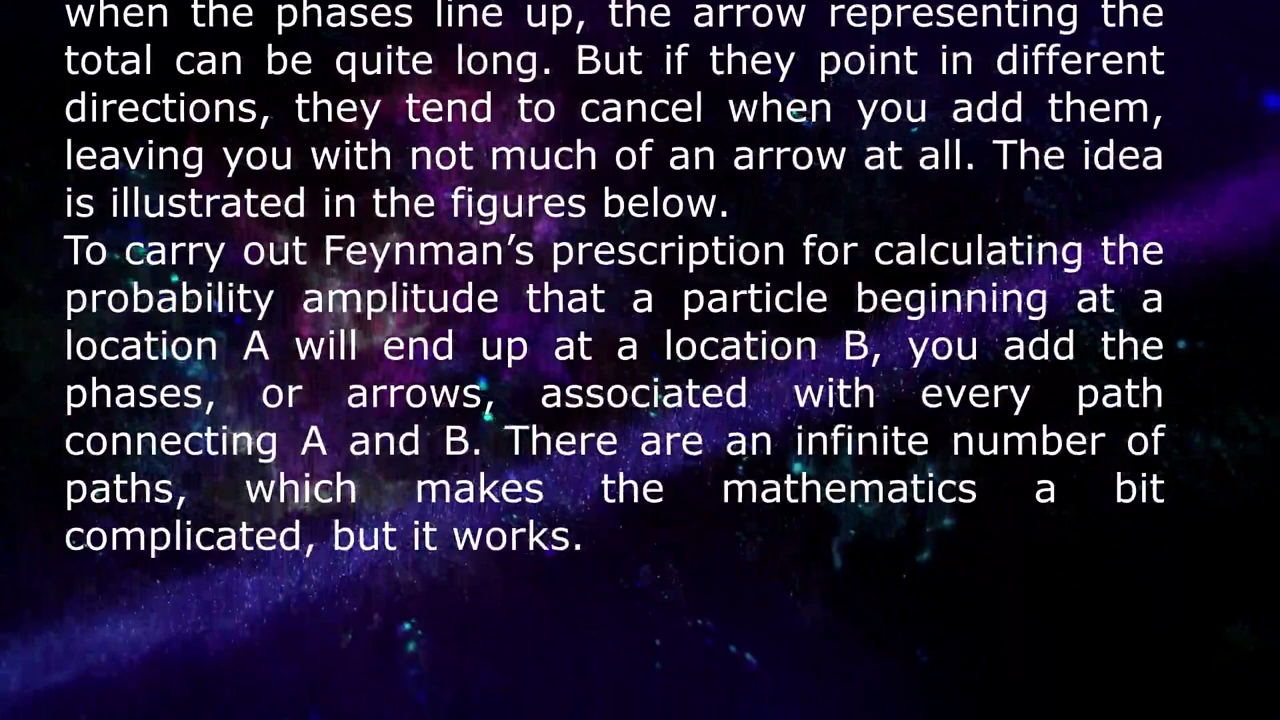 when the phases line up, the arrow representing the
total can be quite long. But if they point in different
directions, they tend to cancel when you add them,
leaving you with not much of an arrow at all. The idea
is illustrated in the figures below.
To carry out Feynman’s prescription for calculating the
probability amplitude that a particle beginning at a
location A will end up at a location B, you add the
phases, or arrows, associated with every path
connecting A and B. There are an infinite number of
paths, which makes the mathematics a bit
complicated, but it works.